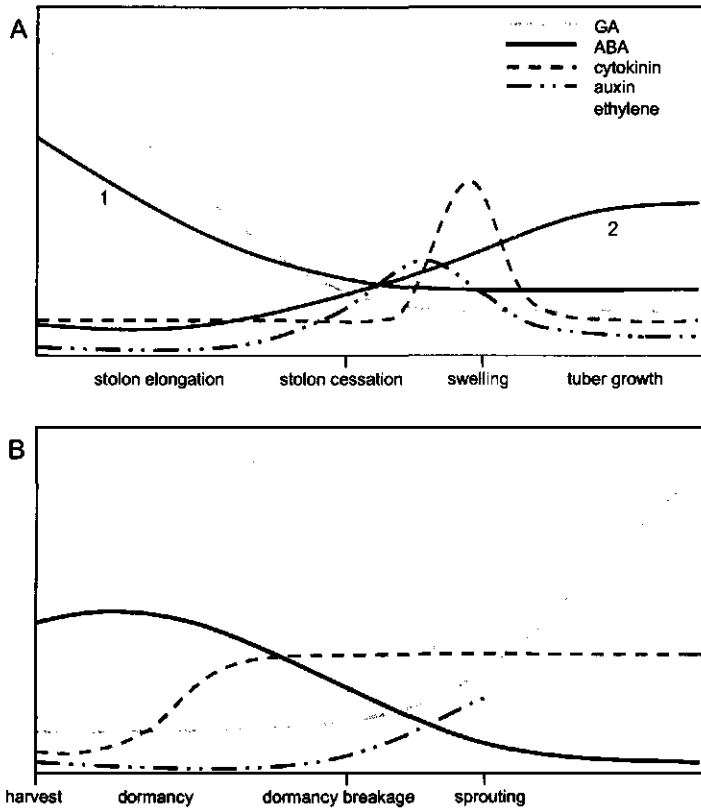 A
GA
ABA
cytokinin
auxin
ethylene
1
2
stolon elongation stolon cessation swelling tuber growth
B
harvest dormancy dormancy breakage sprouting